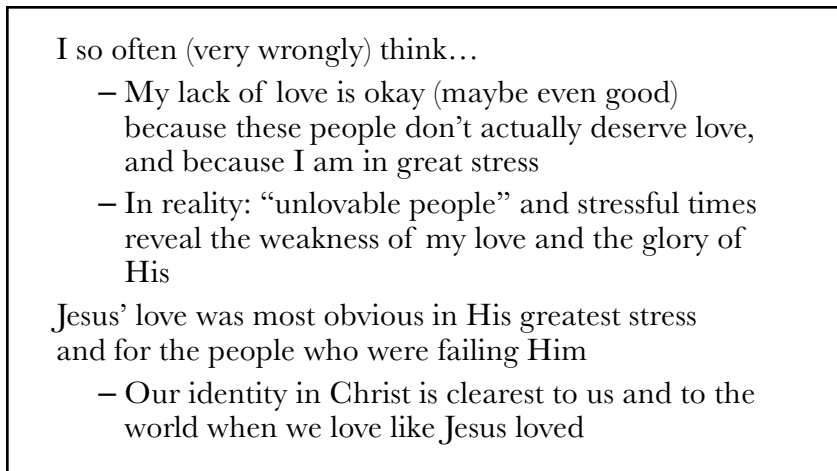 I so often (very wrongly) think…
– My lack of love is okay (maybe even good)
because these people don’t actually deserve love,
and because I am in great stress
– In reality: “unlovable people” and stressful times
reveal the weakness of my love and the glory of
His
Jesus’ love was most obvious in His greatest stress
and for the people who were failing Him
– Our identity in Christ is clearest to us and to the
world when we love like Jesus loved